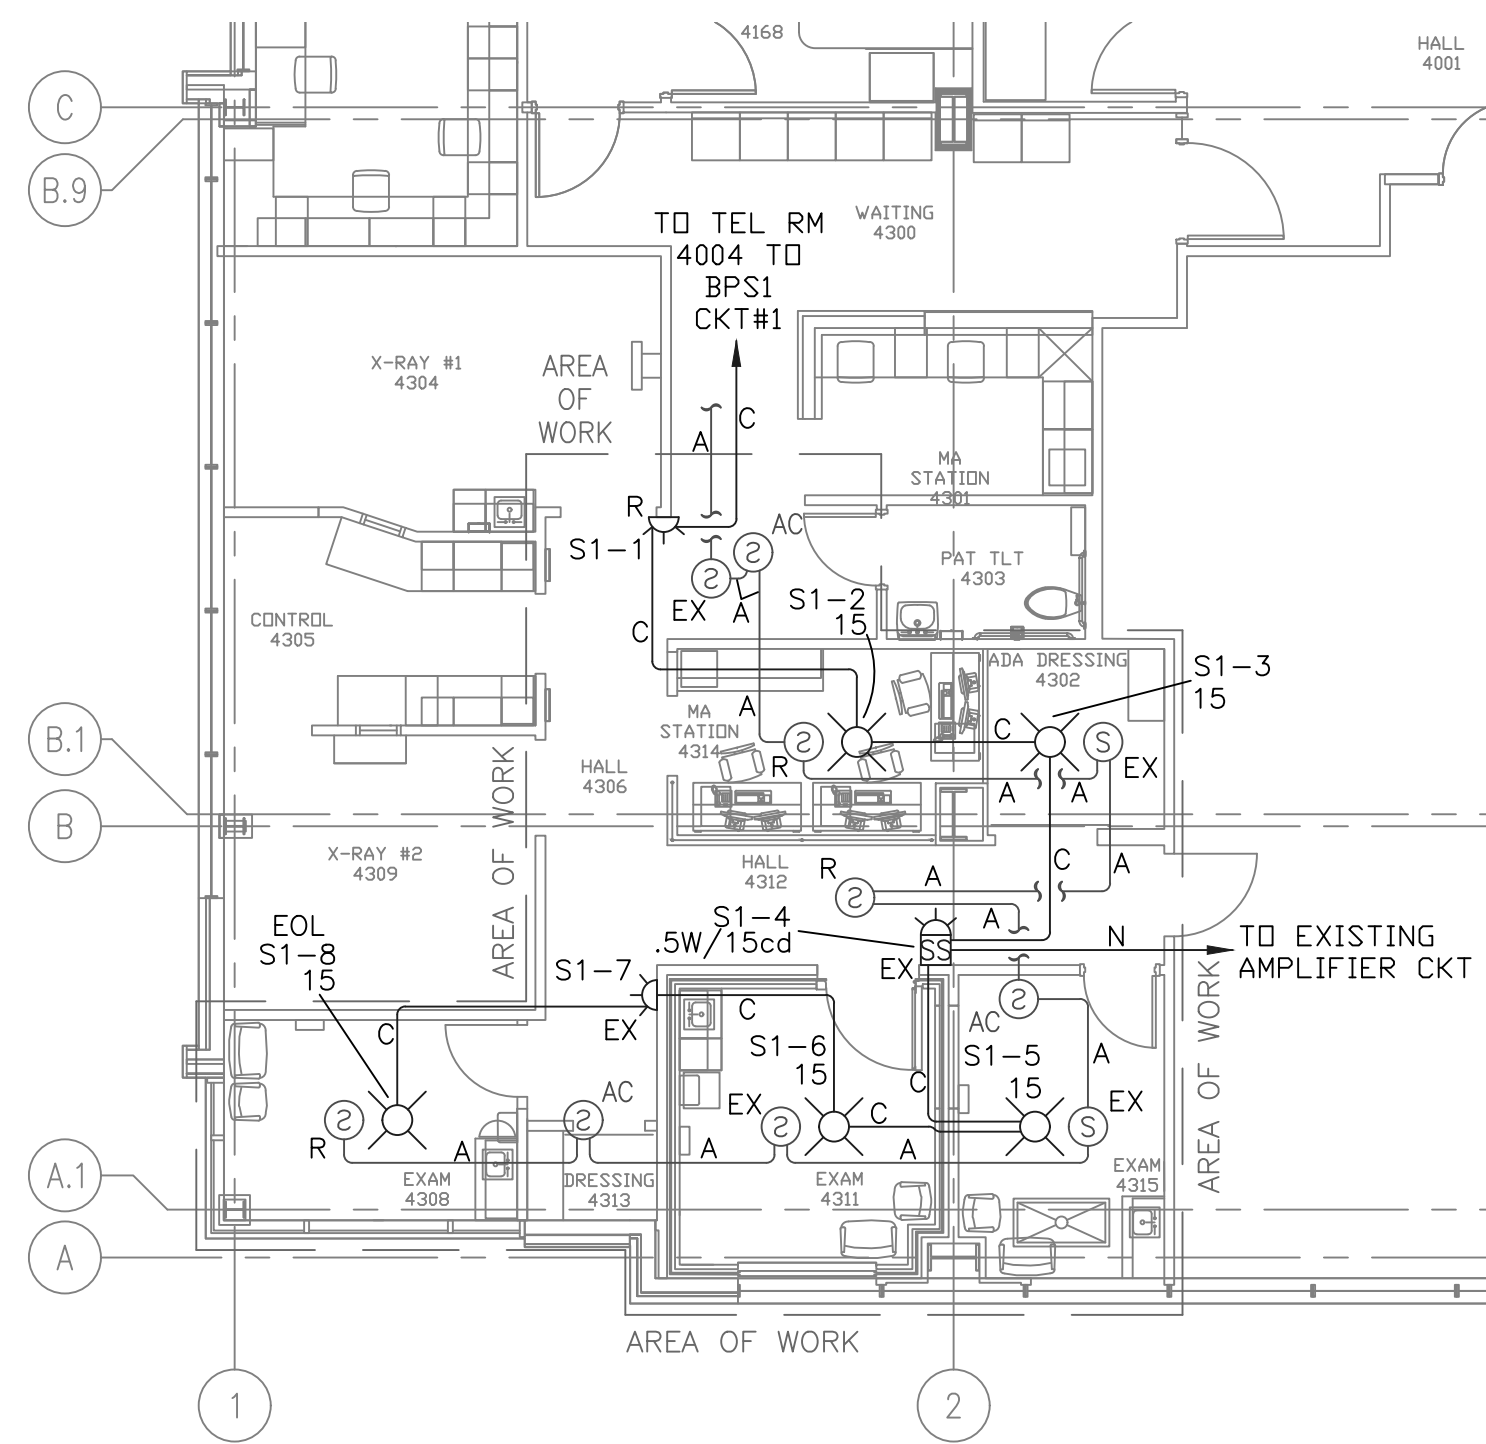 4168
HALL
4001
C
B.9
WAITING
4300
TO TEL RM
4004 TO
BPS1
CKT#1
X-RAY #1
4304
AREA
OF
WORK
C
A
MA
STATION
4301
R
S1-1
AC
S
S
EX
A
PAT TLT
4303
S1-2
15
CONTROL
4305
C
ADA DRESSING
4302
S1-3
15
A
MA
STATION
4314
B.1
S
R
C
S
EX
HALL
4306
A
A
B
AREA OF WORK
X-RAY #2
4309
HALL
4312
R
S
A
C
A
EOL
S1-8
15
S1-4
.5W/15cd
A
SS
EX
N
TO EXISTING
AMPLIFIER CKT
S1-7
EX
C
C
S
AC
AREA OF WORK
S1-6
15
S1-5
15
A
C
S
R
AC
S
EX
S
C
EX
S
A
A
A
EXAM
4308
DRESSING
4313
EXAM
4311
EXAM
4315
A.1
A
AREA OF WORK
1
2